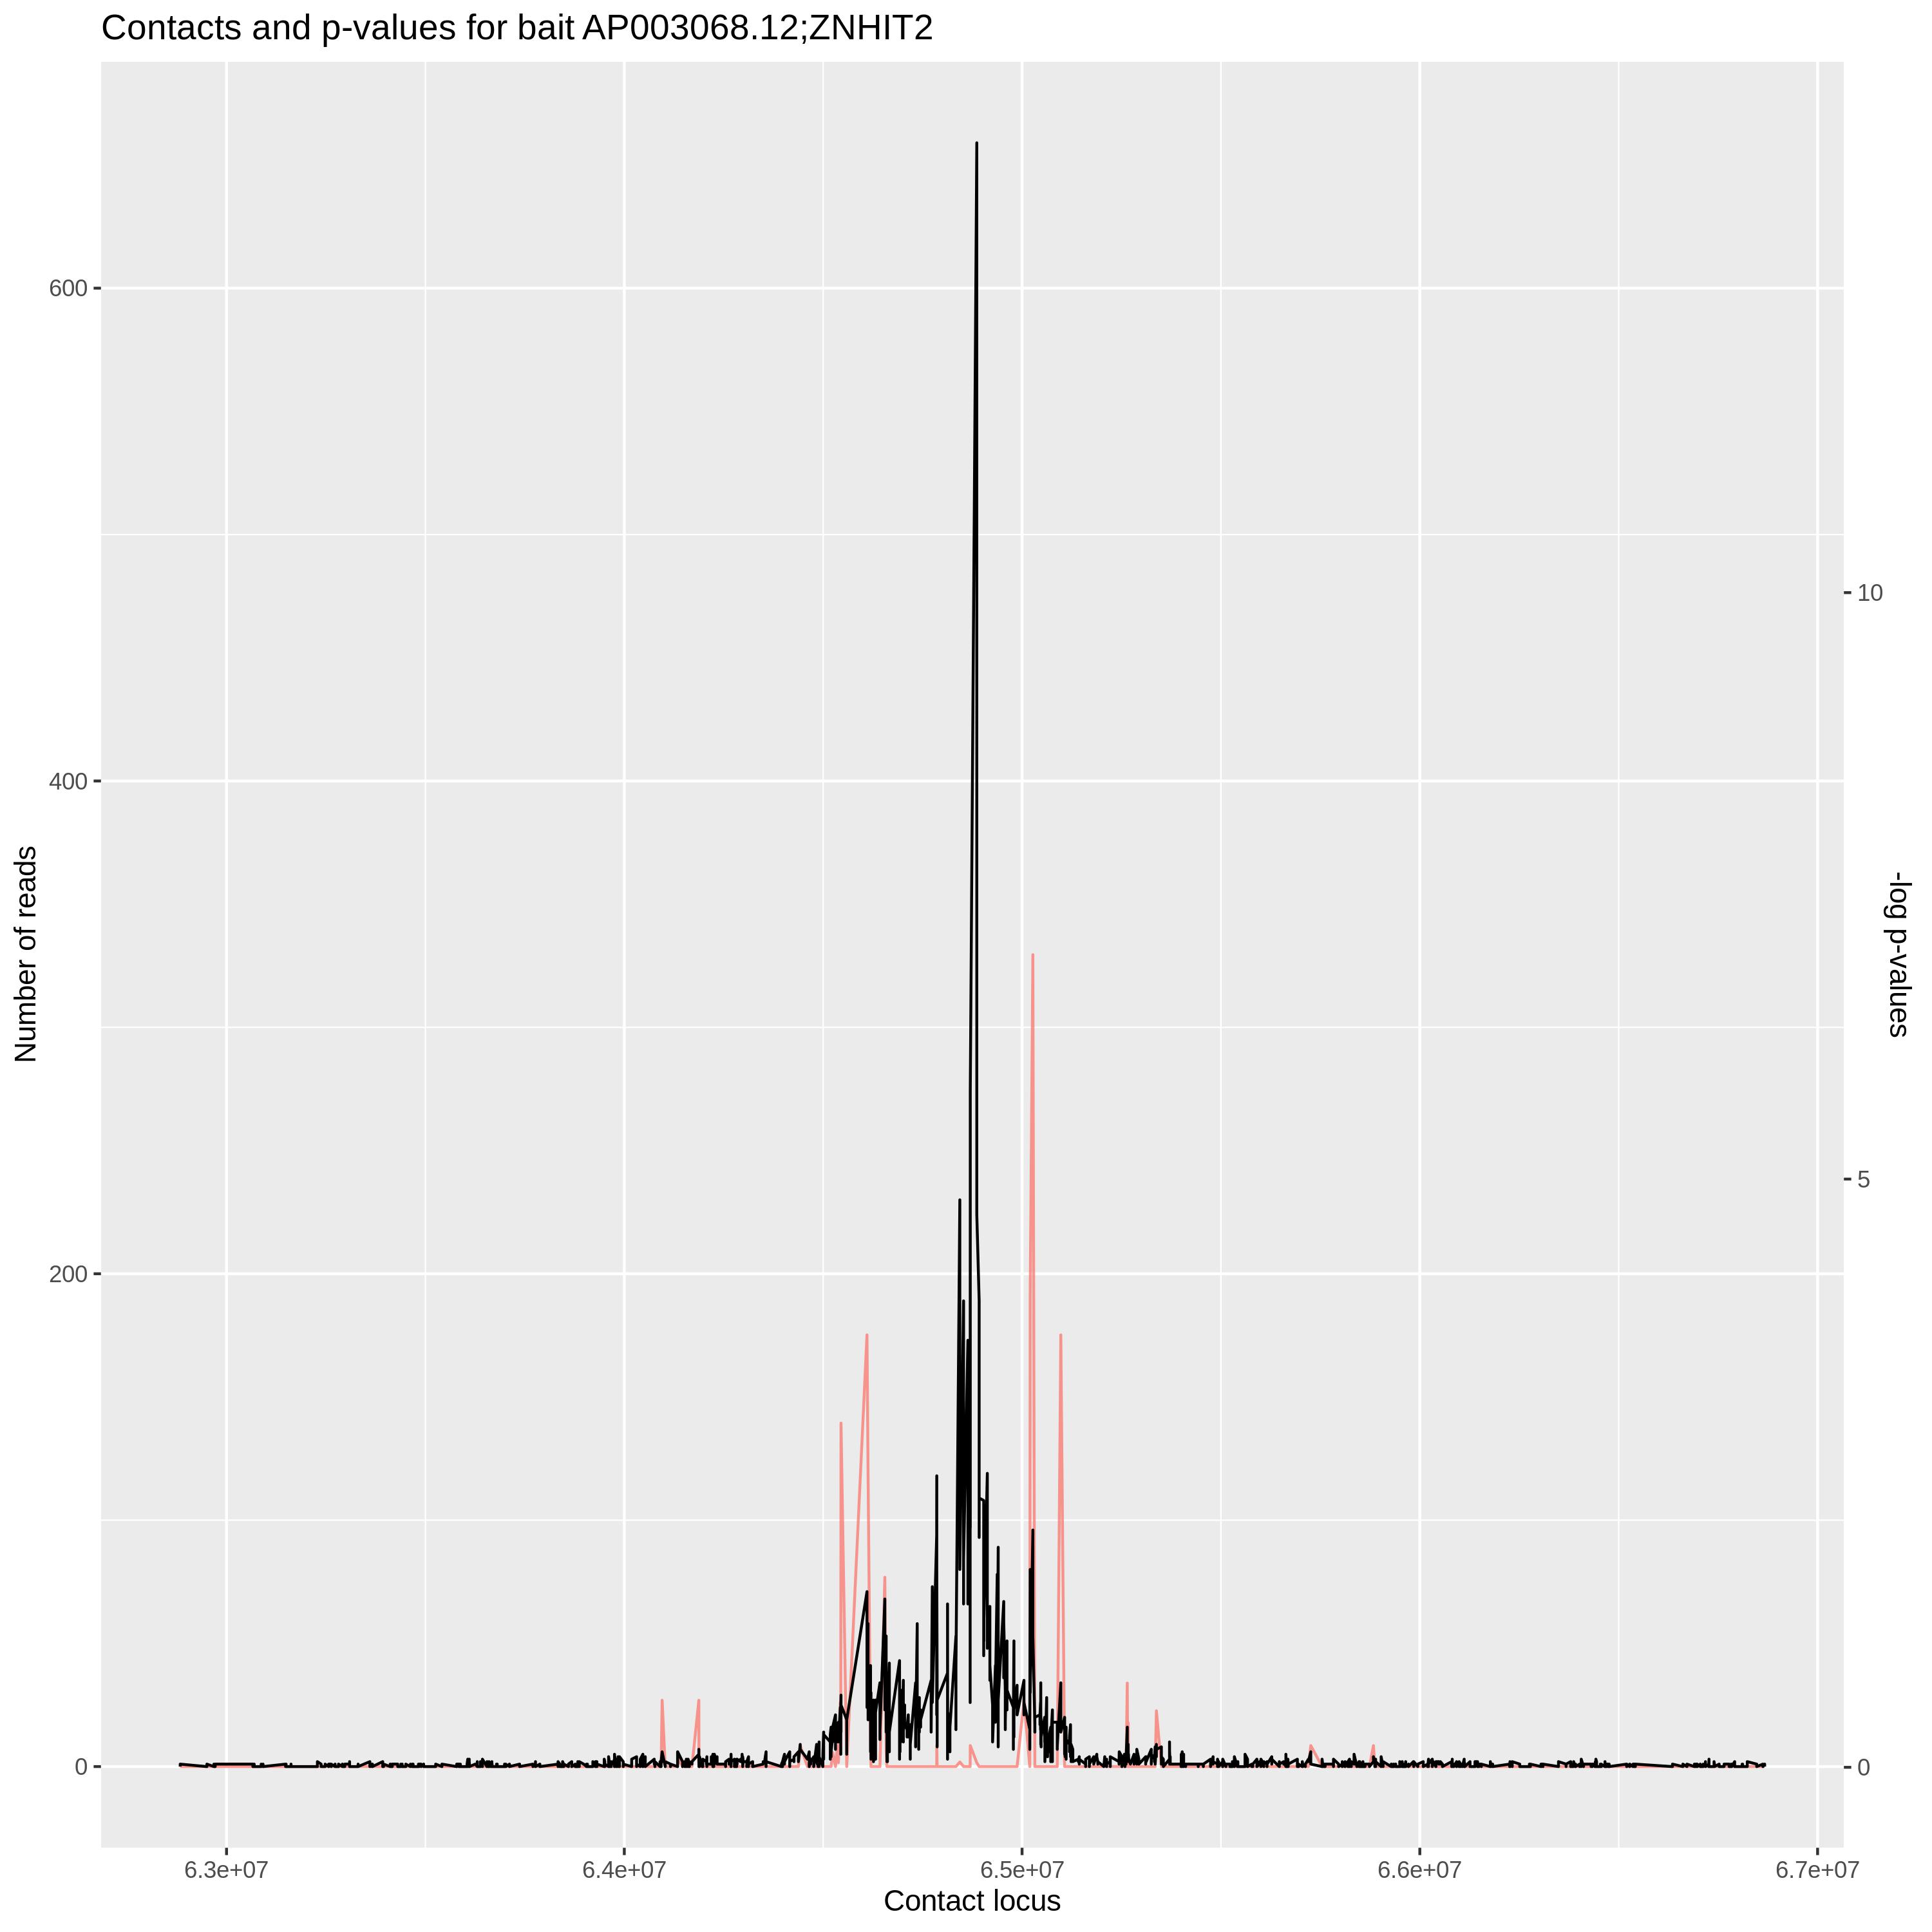 Contacts and p-values for bait AP003068.12;ZNHIT2
600
400
200
0
Number of reads
10
5
0
-log p-values
6.3e+07 6.4e+07 6.5e+07 6.6e+07 6.7e+07
Contact locus